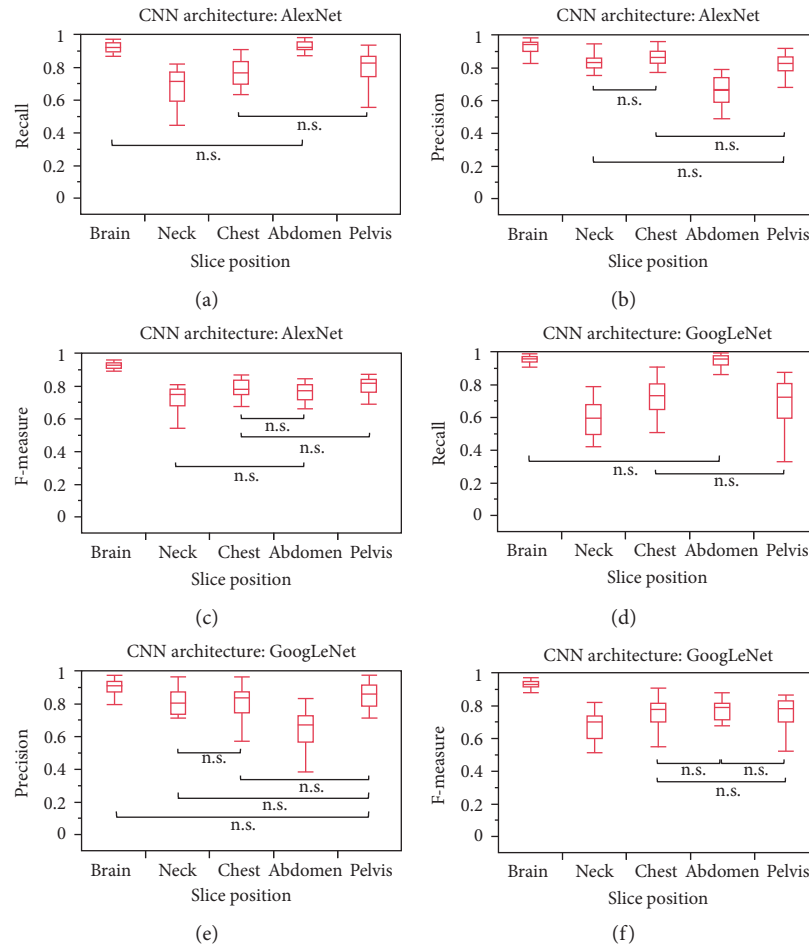 CNN architecture: AlexNet
Recall
1
0.8
0.6
0.4
0.2
0
n.s.
n.s.
Brain Neck Chest Abdomen Pelvis
Slice position
(a)
CNN architecture: AlexNet
Precision
1
0.8
0.6
0.4
0.2
0
n.s.
n.s.
n.s.
Brain Neck Chest Abdomen Pelvis
Slice position
(b)
CNN architecture: AlexNet
F-measure
1
0.8
0.6
0.4
0.2
0
n.s.
n.s.
n.s.
Brain Neck Chest Abdomen Pelvis
Slice position
(c)
CNN architecture: GoogLeNet
Recall
1
0.8
0.6
0.4
0.2
0
n.s.
n.s.
Brain Neck Chest Abdomen Pelvis
Slice position
(d)
CNN architecture: GoogLeNet
Precision
1
0.8
0.6
0.4
0.2
0
n.s.
n.s.
n.s.
n.s.
Brain Neck Chest Abdomen Pelvis
Slice position
(e)
CNN architecture: GoogLeNet
F-measure
1
0.8
0.6
0.4
0.2
0
n.s. n.s.
n.s.
Brain Neck Chest Abdomen Pelvis
Slice position
(f)